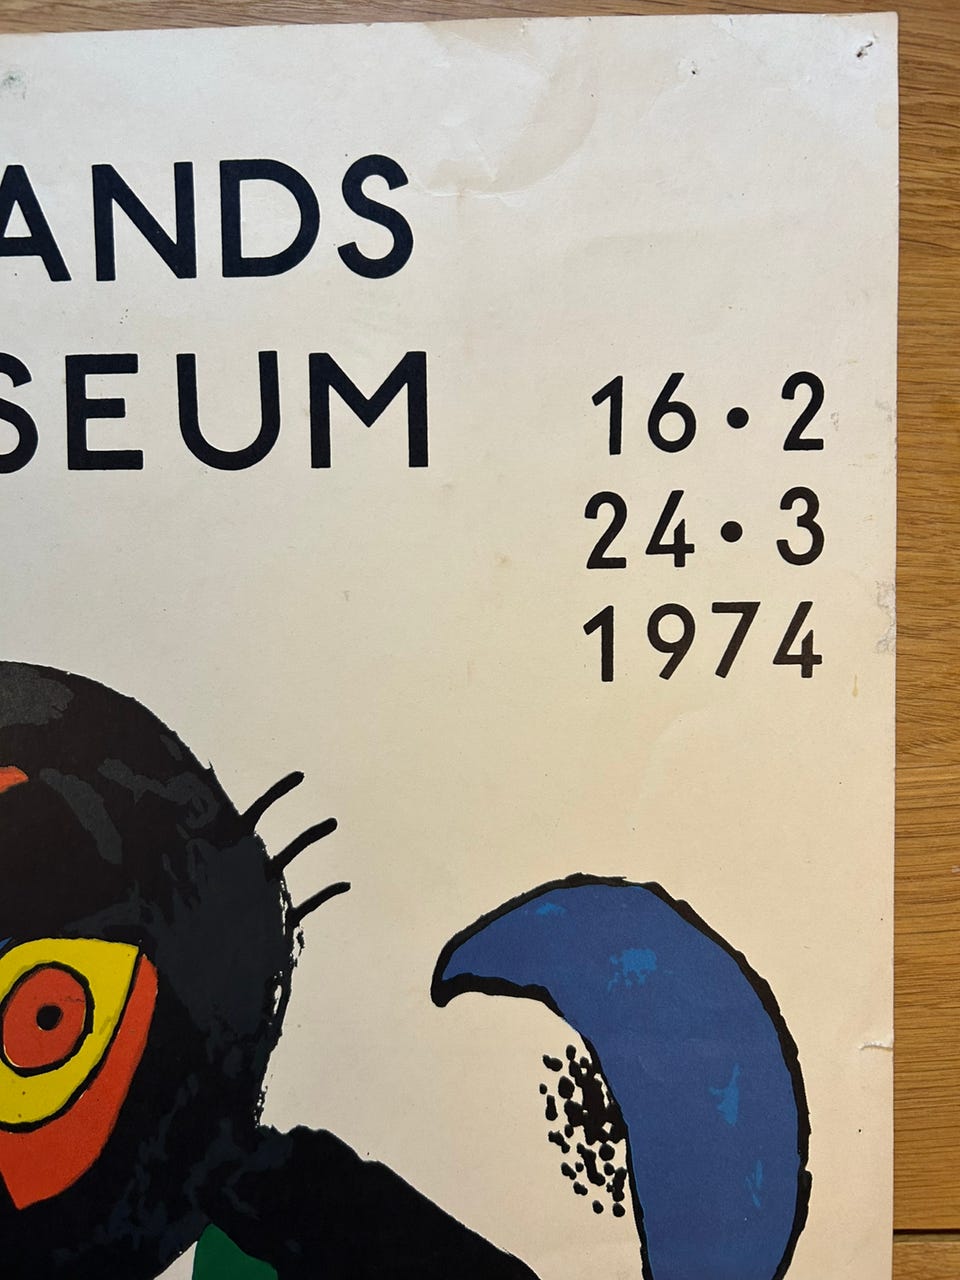 ANDS
SEUM
16·2
24·3
1974